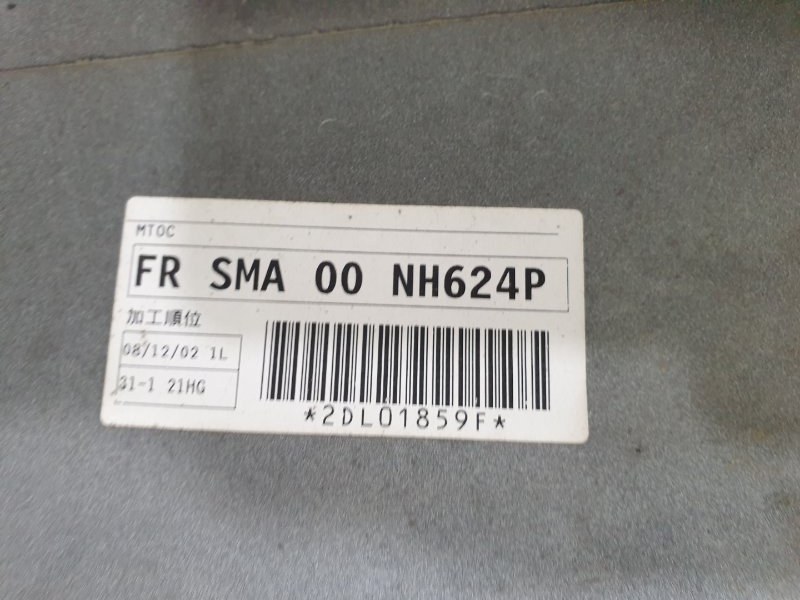 MTOC
FR SMA 00 NH624P
加工順位
08/12/02 1L
31-1 21HG
*2DL01859F*